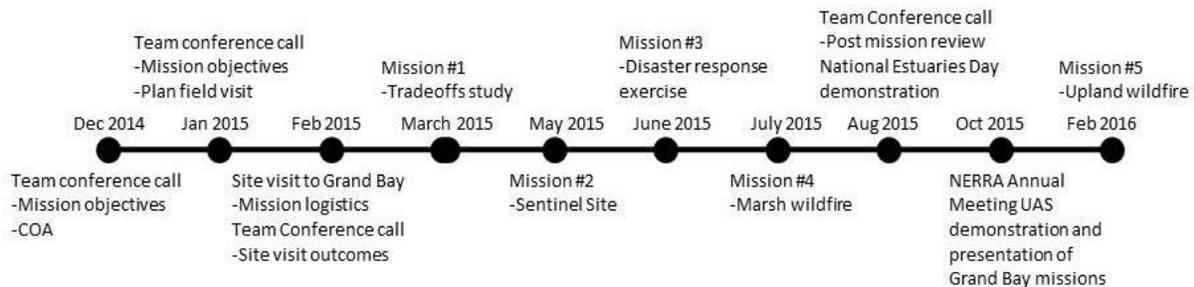 Team conference call
-Mission objectives
-Plan field visit
Mission #1
-Tradeoffs study
Mission #3
-Disaster response
exercise
Team Conference call
-Post mission review
National Estuaries Day
demonstration
Mission #5
-Upland wildfire
Dec 2014 Jan 2015 Feb 2015 March 2015 May 2015 June 2015 July 2015 Aug 2015 Oct 2015 Feb 2016
Team conference call
-Mission objectives
-COA
Site visit to Grand Bay
-Mission logistics
Team Conference call
-Site visit outcomes
Mission #2
-Sentinel Site
Mission #4
-Marsh wildfire
NERRA Annual
Meeting UAS
demonstration and
presentation of
Grand Bay missions